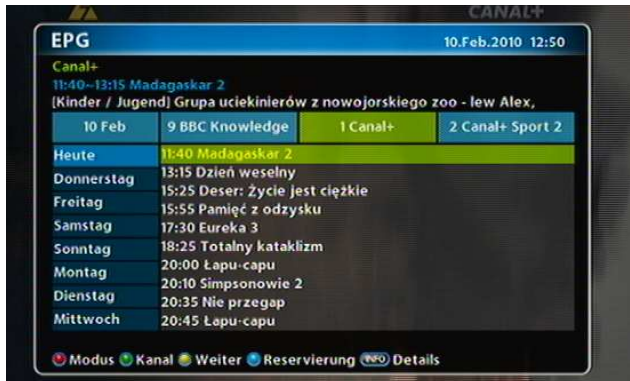 CANAL+
EPG
10.Feb.2010 12:50
Canal+
11:40~13:15 Madagaskar 2
[Kinder / Jugend] Grupa uciekinierów z nowojorskiego zoo - lew Alex,
10 Feb
9 BBC Knowledge
1 Canal+
2 Canal+ Sport 2
Heute
Donnerstag
Freitag
Samstag
Sonntag
Montag
Dienstag
Mittwoch
11:40 Madagaskar 2
13:15 Dzień weselny
15:25 Deser: Życie jest ciężkie
15:55 Pamięć z odzysku
17:30 Eureka 3
18:25 Totalny kataklizm
20:00 Łapu-capu
20:10 Simpsonowie 2
20:35 Nie przegap
20:45 Łapu-capu
Modus Kanal Weiter Reservierung INFO Details